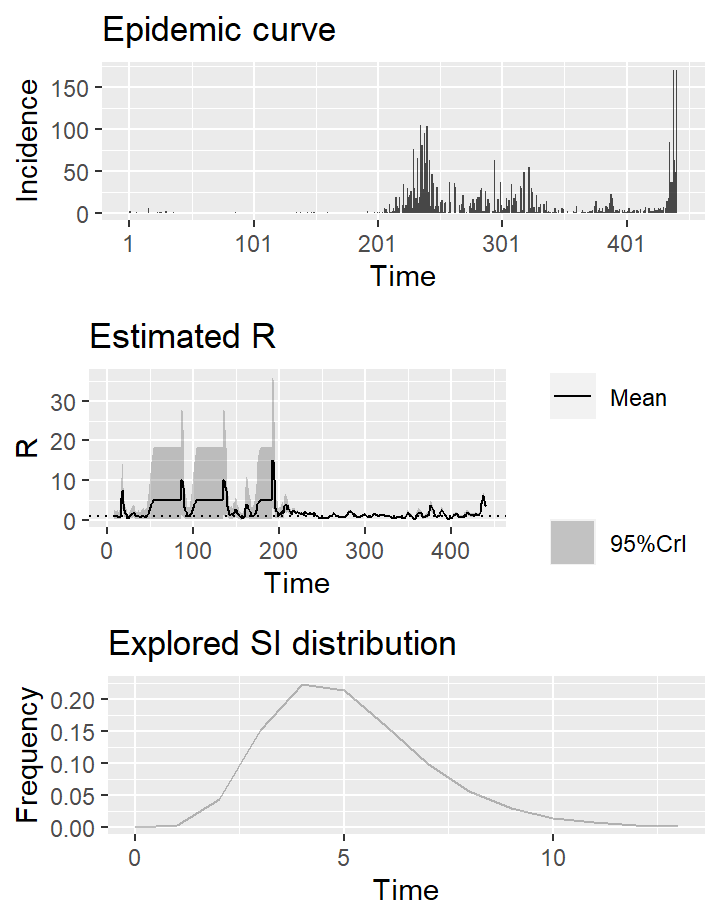 Epidemic curve
Incidence
150
100
50
0
1 101 201 301 401
Time
Estimated R
R
30
20
10
0
0 100 200 300 400
Time
Mean
95%CrI
Explored SI distribution
Frequency
0.20
0.15
0.10
0.05
0.00
0 5 10
Time